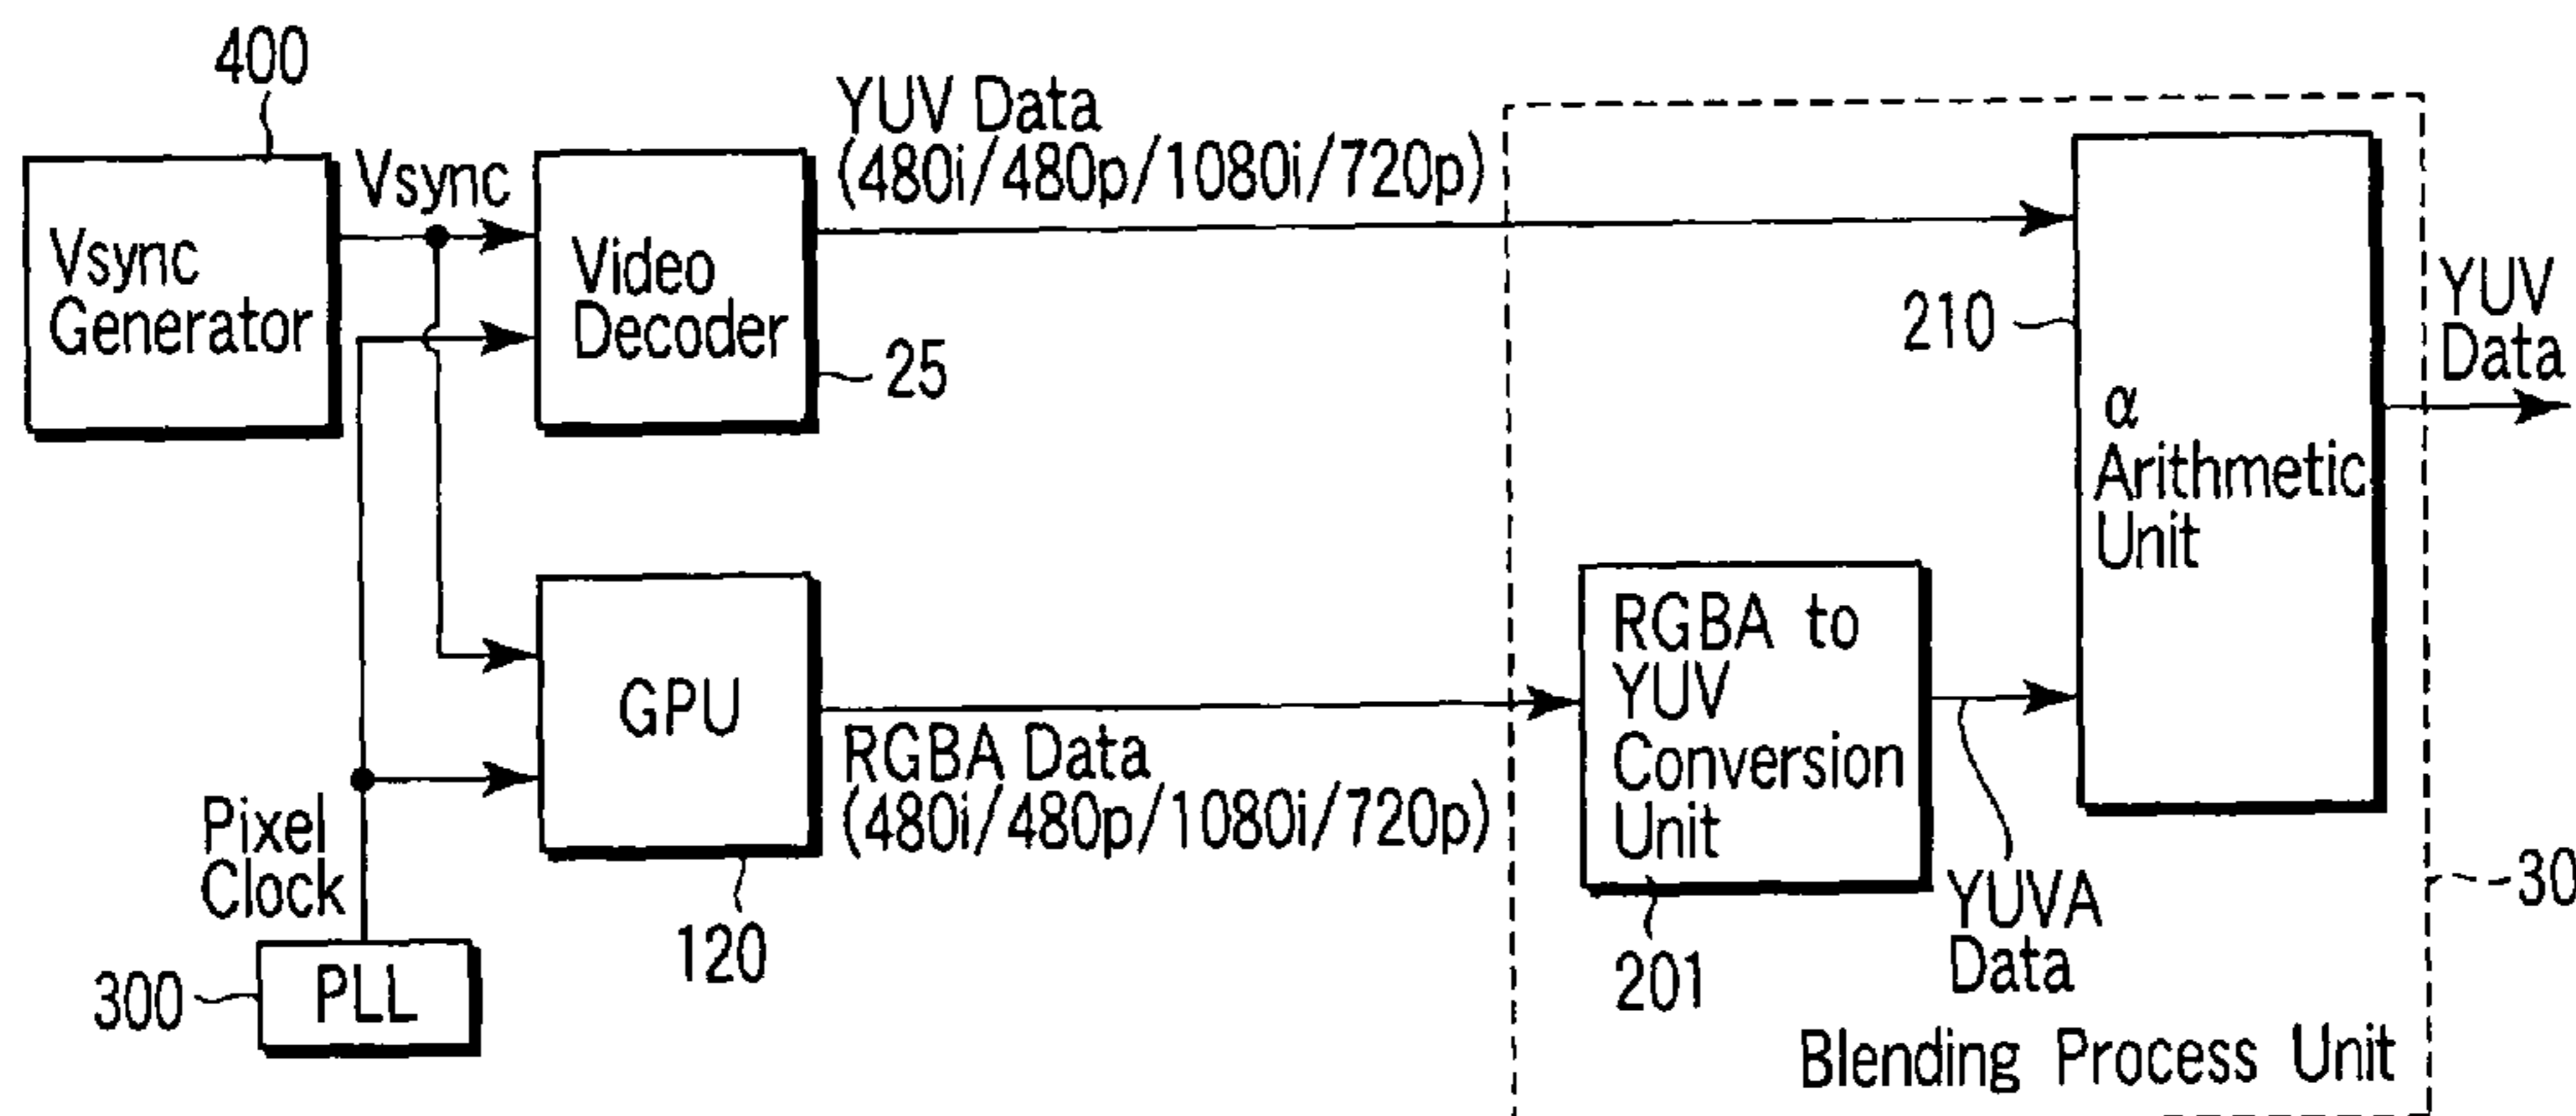 400
Vsync
Generator
Vsync
Video
Decoder
25
YUV Data
(480i/480p/1080i/720p)
210
α
Arithmetic
Unit
YUV
Data
GPU
120
RGBA Data
(480i/480p/1080i/720p)
RGBA to
YUV
Conversion
Unit
201
YUVA
Data
30
Pixel
Clock
300
PLL
Blending Process Unit